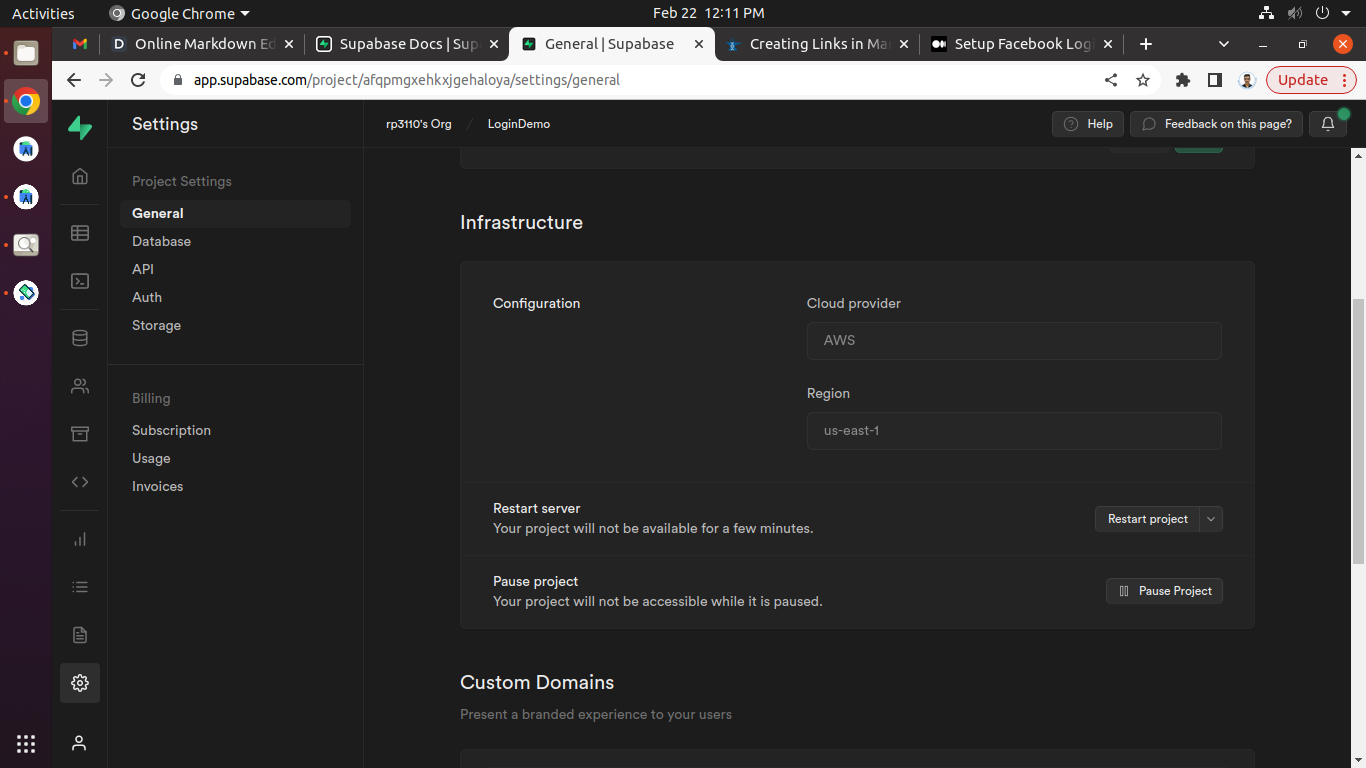 Activities
Google Chrome
Feb 22 12:11 PM
Online Markdown Ed
Supabase Docs | Sup
General | Supabase
Creating Links in Ma
Setup Facebook Logi
app.supabase.com/project/afqpmgxehkxjgehaloya/settings/general
Update
Settings
rp3110's Org
LoginDemo
Help
Feedback on this page?
Project Settings
General
Database
API
Auth
Storage
Billing
Subscription
Usage
Invoices
Infrastructure
Configuration
Cloud provider
AWS
Region
us-east-1
Restart server
Your project will not be available for a few minutes.
Restart project
Pause project
Your project will not be accessible while it is paused.
Pause Project
Custom Domains
Present a branded experience to your users